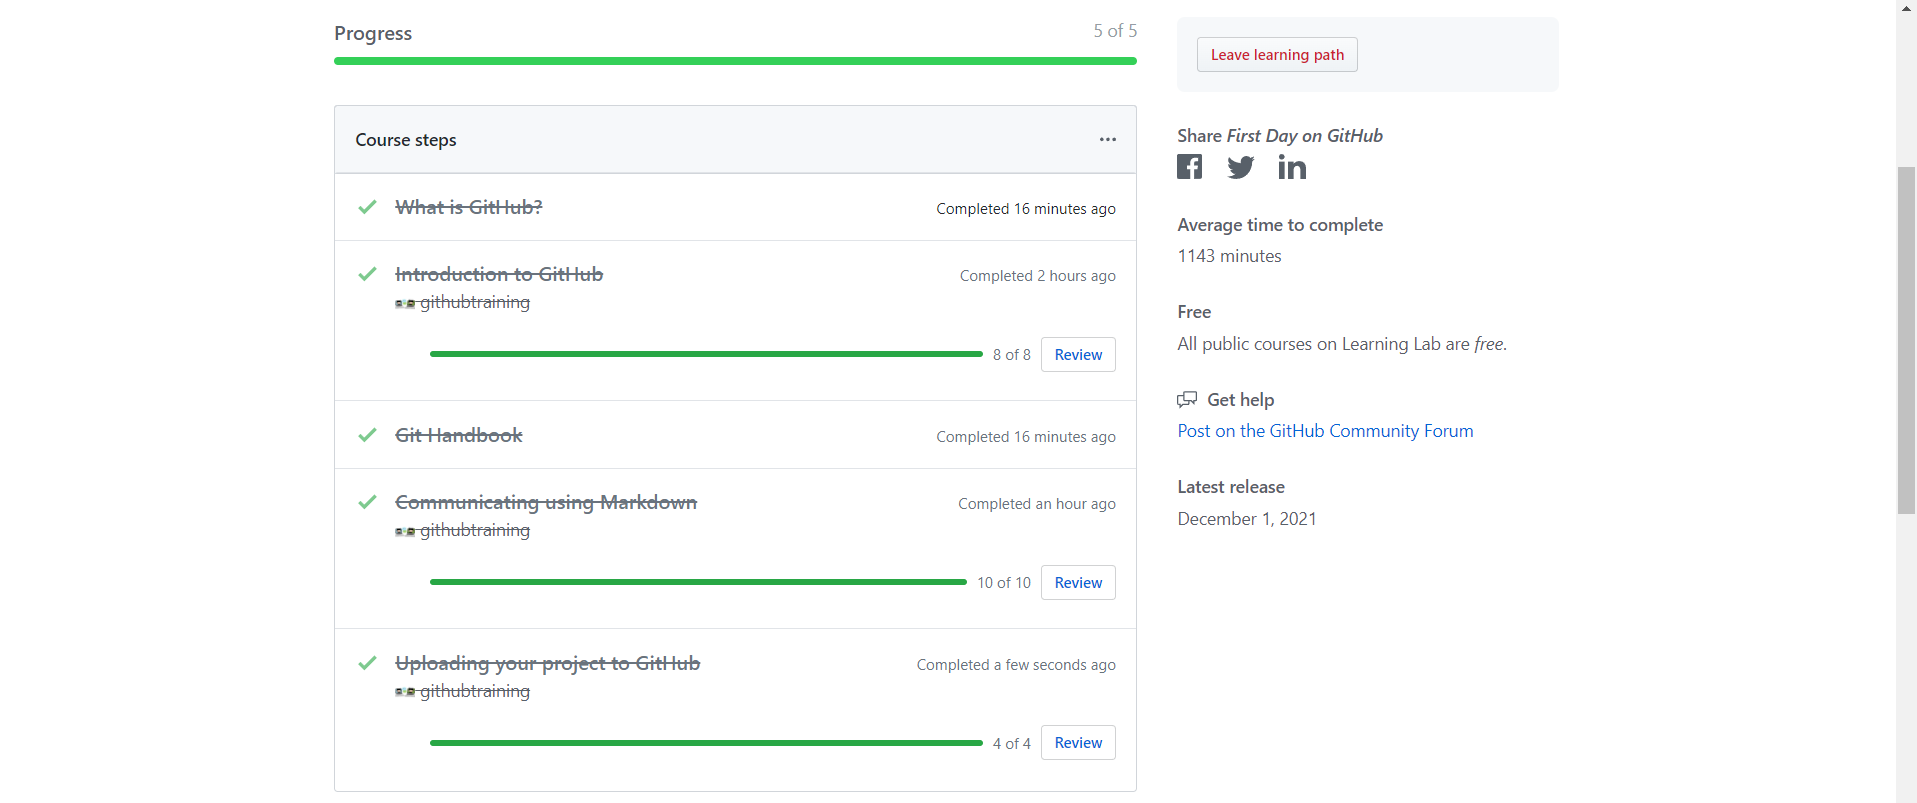 Progress
5 of 5
Course steps
What is GitHub?
Completed 16 minutes ago
Introduction to GitHub
Completed 2 hours ago
githubtraining
8 of 8
Review
Git Handbook
Completed 16 minutes ago
Communicating using Markdown
Completed an hour ago
githubtraining
10 of 10
Review
Uploading your project to GitHub
Completed a few seconds ago
githubtraining
4 of 4
Review
Leave learning path
Share First Day on GitHub
Average time to complete
1143 minutes
Free
All public courses on Learning Lab are free.
Get help
Post on the GitHub Community Forum
Latest release
December 1, 2021